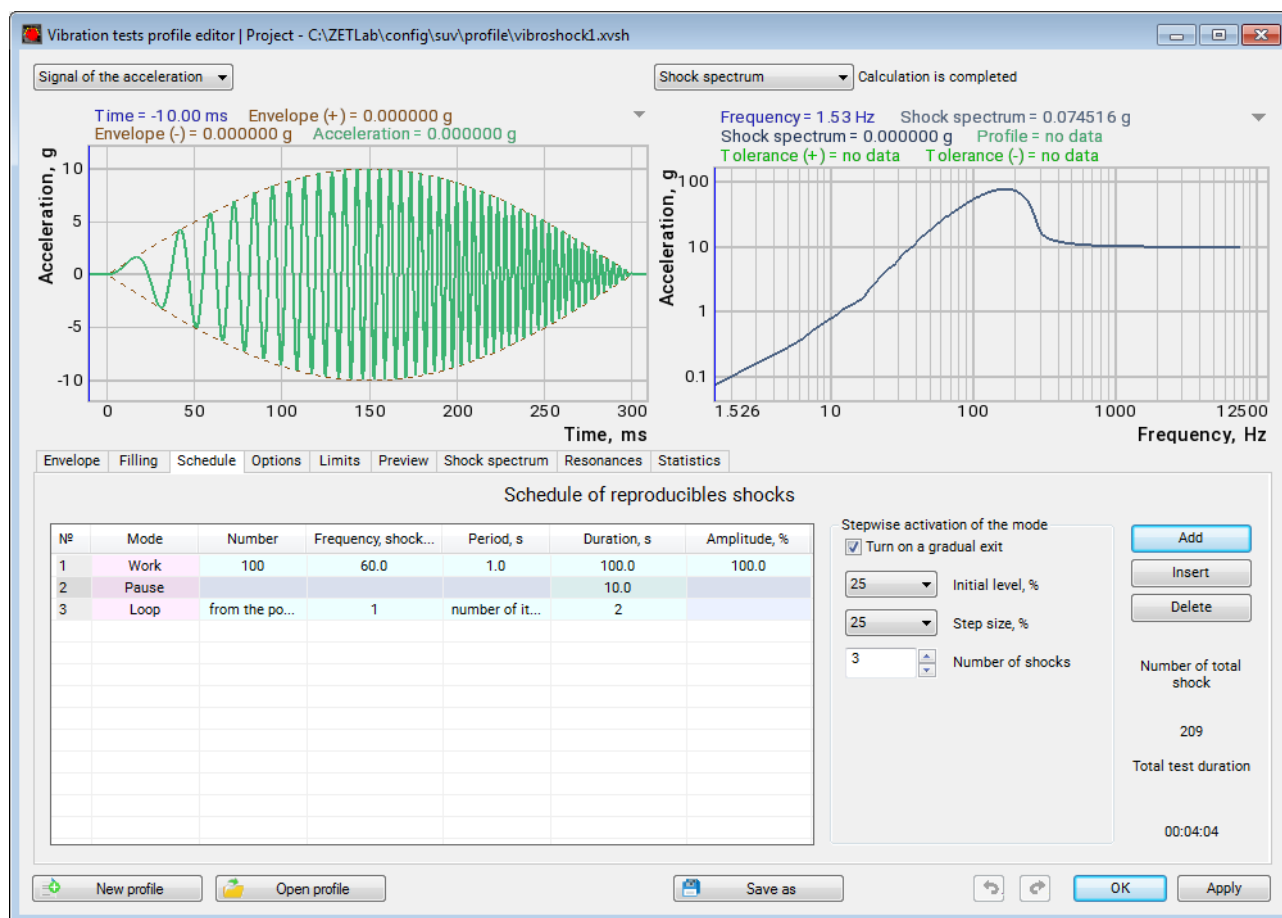 Vibration tests profile editor | Project - C:\ZETLab\config\suv\profile\vibroshock1.xvsh
Signal of the acceleration
Shock spectrum
Calculation is completed
Time = -10.00 ms Envelope (+) = 0.000000 g
Envelope (-) = 0.000000 g Acceleration = 0.000000 g
Acceleration, g
10
5
0
-5
-10
0 50 100 150 200 250 300
Time, ms
Frequency = 1.53 Hz Shock spectrum = 0.074516 g
Shock spectrum = 0.000000 g Profile = no data
Tolerance (+) = no data Tolerance (-) = no data
Acceleration, g
100
10
1
0.1
1.526 10 100 1000 12500
Frequency, Hz
Envelope Filling Schedule Options Limits Preview Shock spectrum Resonances Statistics
Schedule of reproducibles shocks
№ Mode Number Frequency, shock... Period, s Duration, s Amplitude, %
1 Work 100 60.0 1.0 100.0 100.0
2 Pause 10.0
3 Loop from the po... 1 number of it... 2
Stepwise activation of the mode
Turn on a gradual exit
25 Initial level, %
25 Step size, %
3 Number of shocks
Add
Insert
Delete
Number of total
shock
209
Total test duration
00:04:04
New profile Open profile Save as OK Apply